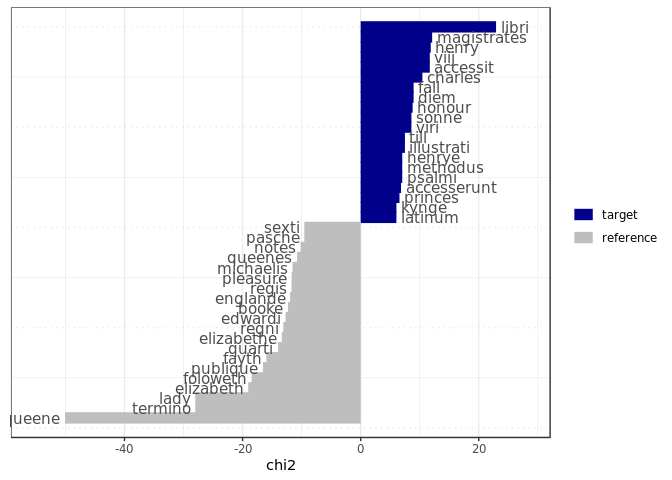 libri
magistrates
henry
viij
accessit
charles
fall
diem
honour
sonne
viri
till
illustrati
henrye
methodus
psalmi
accesserunt
princes
kynge
latinum
sexti
pasche
notes
queenes
michaelis
pleasure
regis
englande
booke
edwardi
regni
elizabethe
quarti
fayth
publique
foloweth
elizabeth
lady
termino
queene
target
reference
-40 -20 0 20
chi2